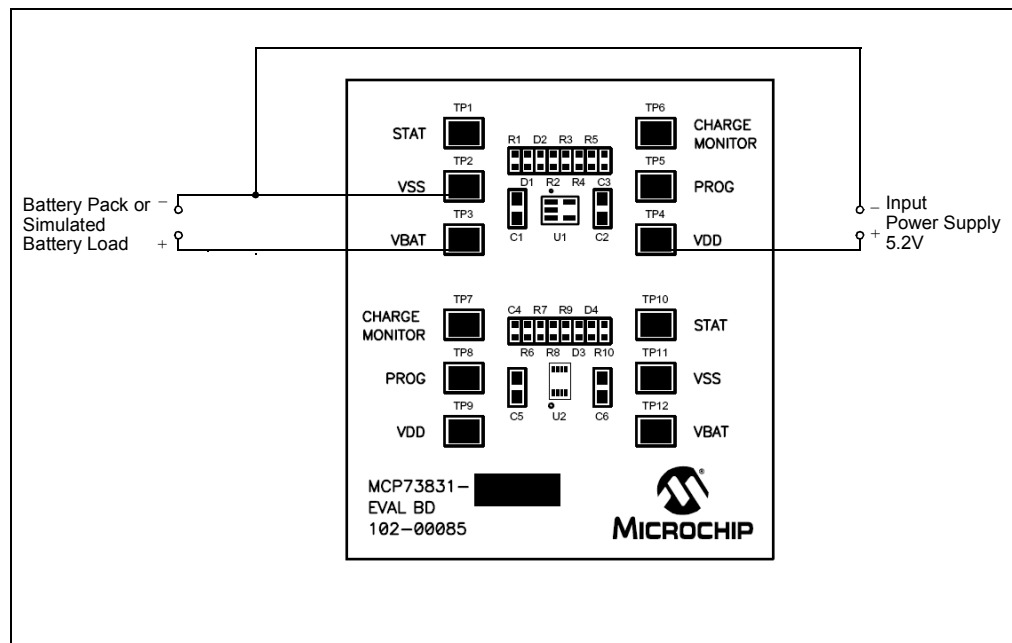 TP1
STAT
TP2
VSS
TP3
VBAT
R1 D2 R3 R5
D1 R2 R4 C3
C1 U1 C2
TP6
CHARGE
MONITOR
TP5
PROG
TP4
VDD
Battery Pack or −
Simulated
Battery Load +
− Input
Power Supply
+ 5.2V
TP7
CHARGE
MONITOR
TP8
PROG
TP9
VDD
C4 R7 R9 D4
R6 R8 D3 R10
C5 U2 C6
TP10
STAT
TP11
VSS
TP12
VBAT
MCP73831-
EVAL BD
102-00085
®
MICROCHIP